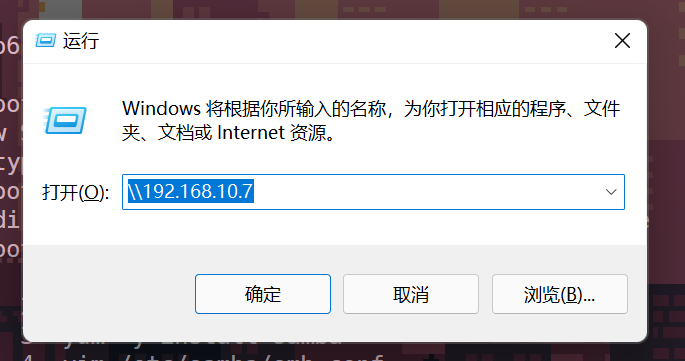 运行
Windows 将根据你所输入的名称，为你打开相应的程序、文件
夹、文档或 Internet 资源。
打开(O): \\192.168.10.7
确定 取消 浏览(B)...